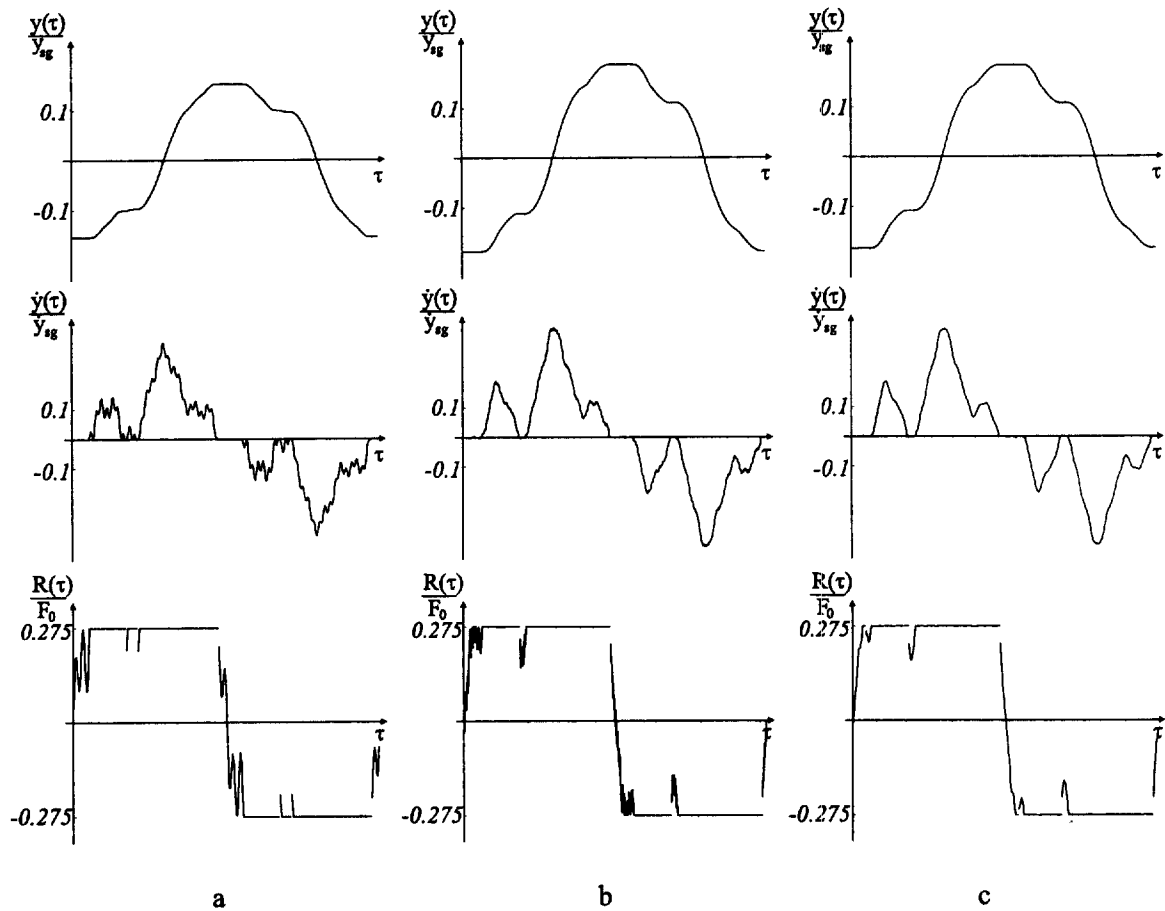 y(τ) y(τ) y(τ)
y_sg y_sg y_sg
0.1 0.1 0.1
τ τ τ
-0.1 -0.1 -0.1
ẏ(τ) ẏ(τ) ẏ(τ)
ẏ_sg ẏ_sg ẏ_sg
0.1 0.1 0.1
τ τ τ
-0.1 -0.1 -0.1
R(τ) R(τ) R(τ)
F₀ F₀ F₀
0.275 0.275 0.275
τ τ τ
-0.275 -0.275 -0.275
a b c